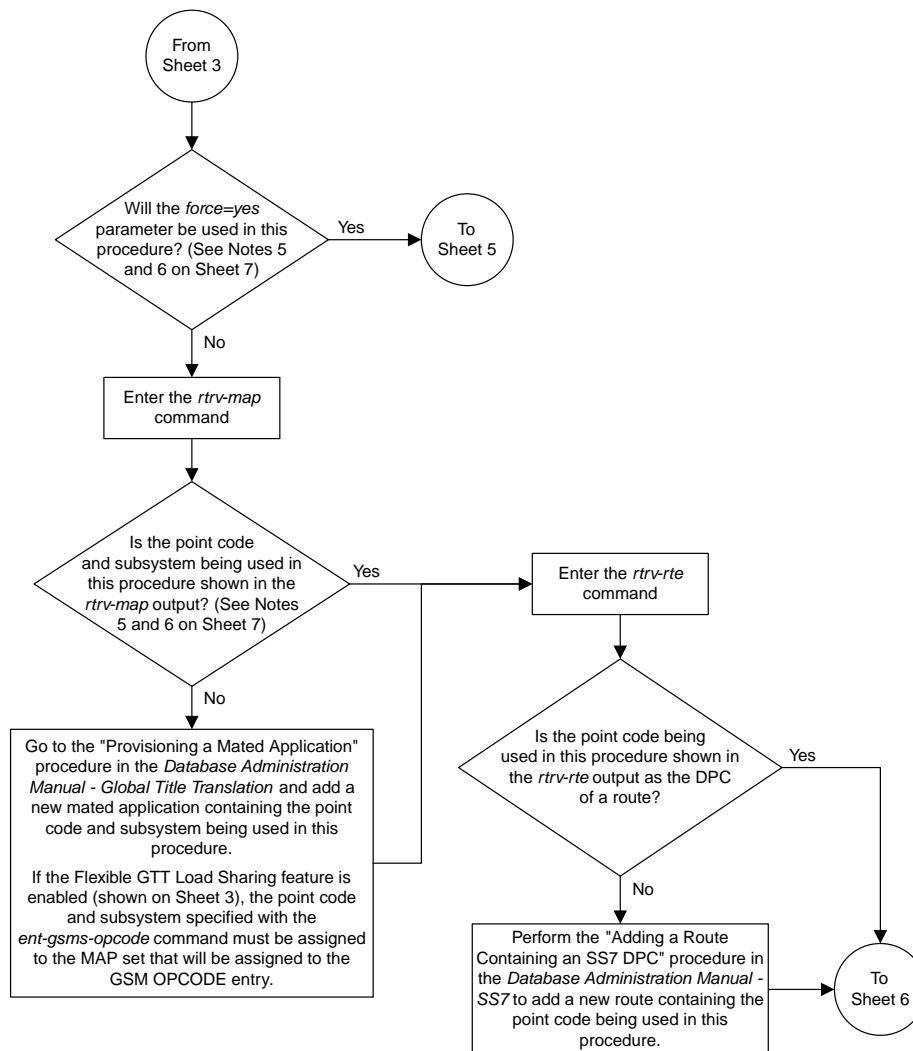 From
Sheet 3
Will the force=yes
parameter be used in this
procedure? (See Notes 5
and 6 on Sheet 7)
Yes
To
Sheet 5
No
Enter the rtrv-map
command
Is the point code
and subsystem being used in
this procedure shown in the
rtrv-map output? (See Notes
5 and 6 on Sheet 7)
Yes
Enter the rtrv-rte
command
No
Go to the "Provisioning a Mated Application"
procedure in the Database Administration
Manual - Global Title Translation and add a
new mated application containing the point
code and subsystem being used in this
procedure.
If the Flexible GTT Load Sharing feature is
enabled (shown on Sheet 3), the point code
and subsystem specified with the
ent-gsms-opcode command must be assigned
to the MAP set that will be assigned to the
GSM OPCODE entry.
Is the point code being
used in this procedure shown in
the rtrv-rte output as the DPC
of a route?
Yes
No
Perform the "Adding a Route
Containing an SS7 DPC" procedure in
the Database Administration Manual -
SS7 to add a new route containing the
point code being used in this
procedure.
To
Sheet 6